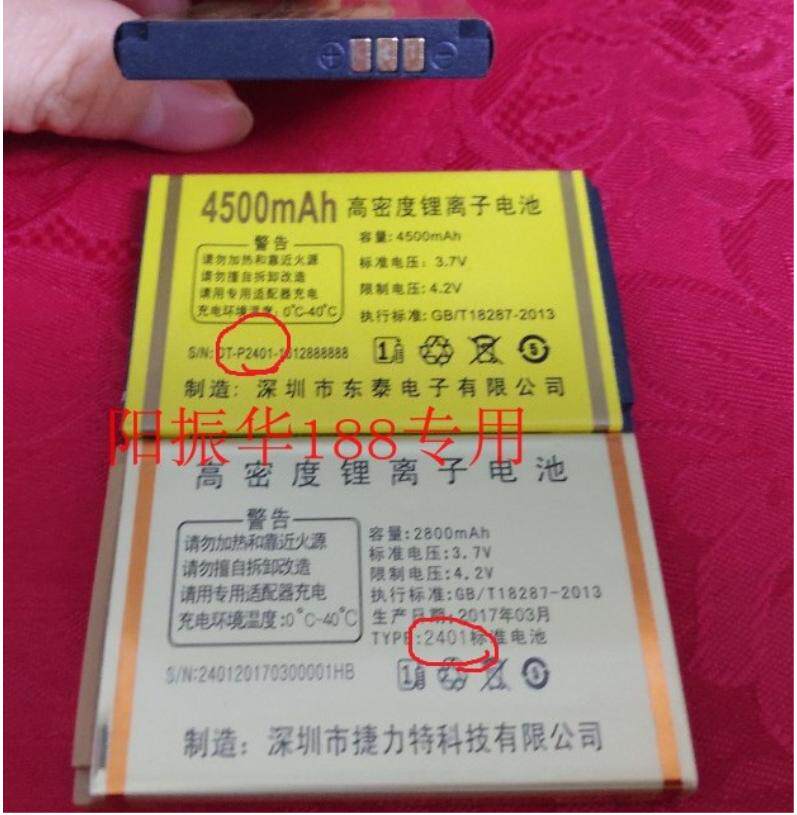 4500mAh 高密度锂离子电池
警告
请勿加热和靠近火源
请勿擅自拆卸改造
请用专用适配器充电
充电环境温度：0°C-40°C
容量：4500mAh
标准电压：3.7V
限制电压：4.2V
执行标准：GB/T18287-2013
S/N：DT-P2401-1612888888
制造：深圳市东泰电子有限公司
阳振华188专用
高密度锂离子电池
警告
请勿加热和靠近火源
请勿擅自拆卸改造
请用专用适配器充电
充电环境温度：0°C-40°C
容量：2800mAh
标准电压：3.7V
限制电压：4.2V
执行标准：GB/T18287-2013
生产日期：2017年03月
TYPE：2401标准电池
S/N：240120170300001HB
制造：深圳市捷力特科技有限公司